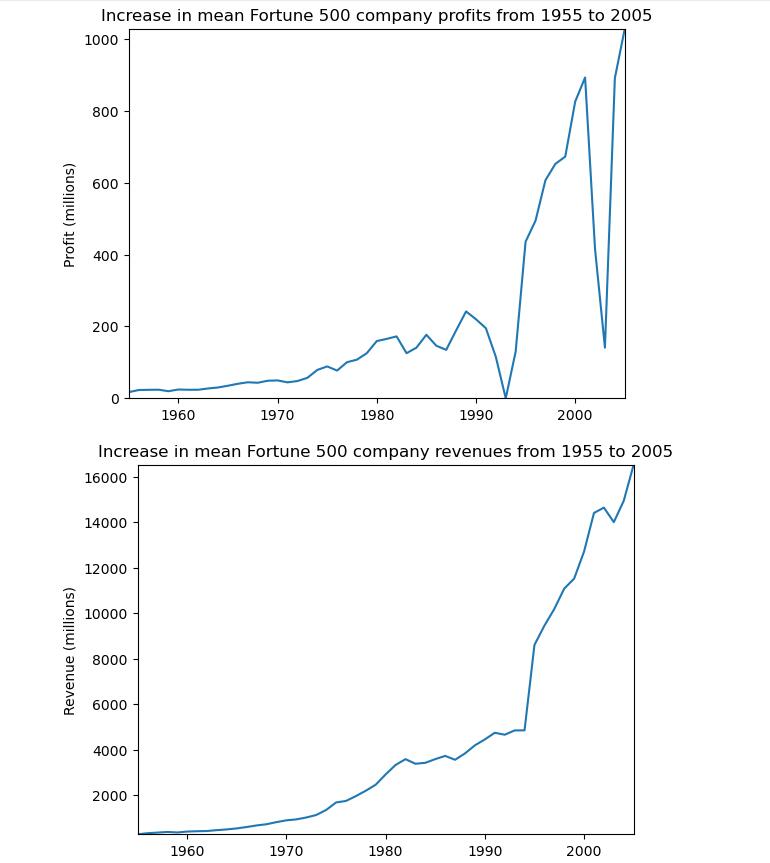 Increase in mean Fortune 500 company profits from 1955 to 2005
1000
800
600
400
200
0
Profit (millions)
1960 1970 1980 1990 2000
Increase in mean Fortune 500 company revenues from 1955 to 2005
16000
14000
12000
10000
8000
6000
4000
2000
Revenue (millions)
1960 1970 1980 1990 2000